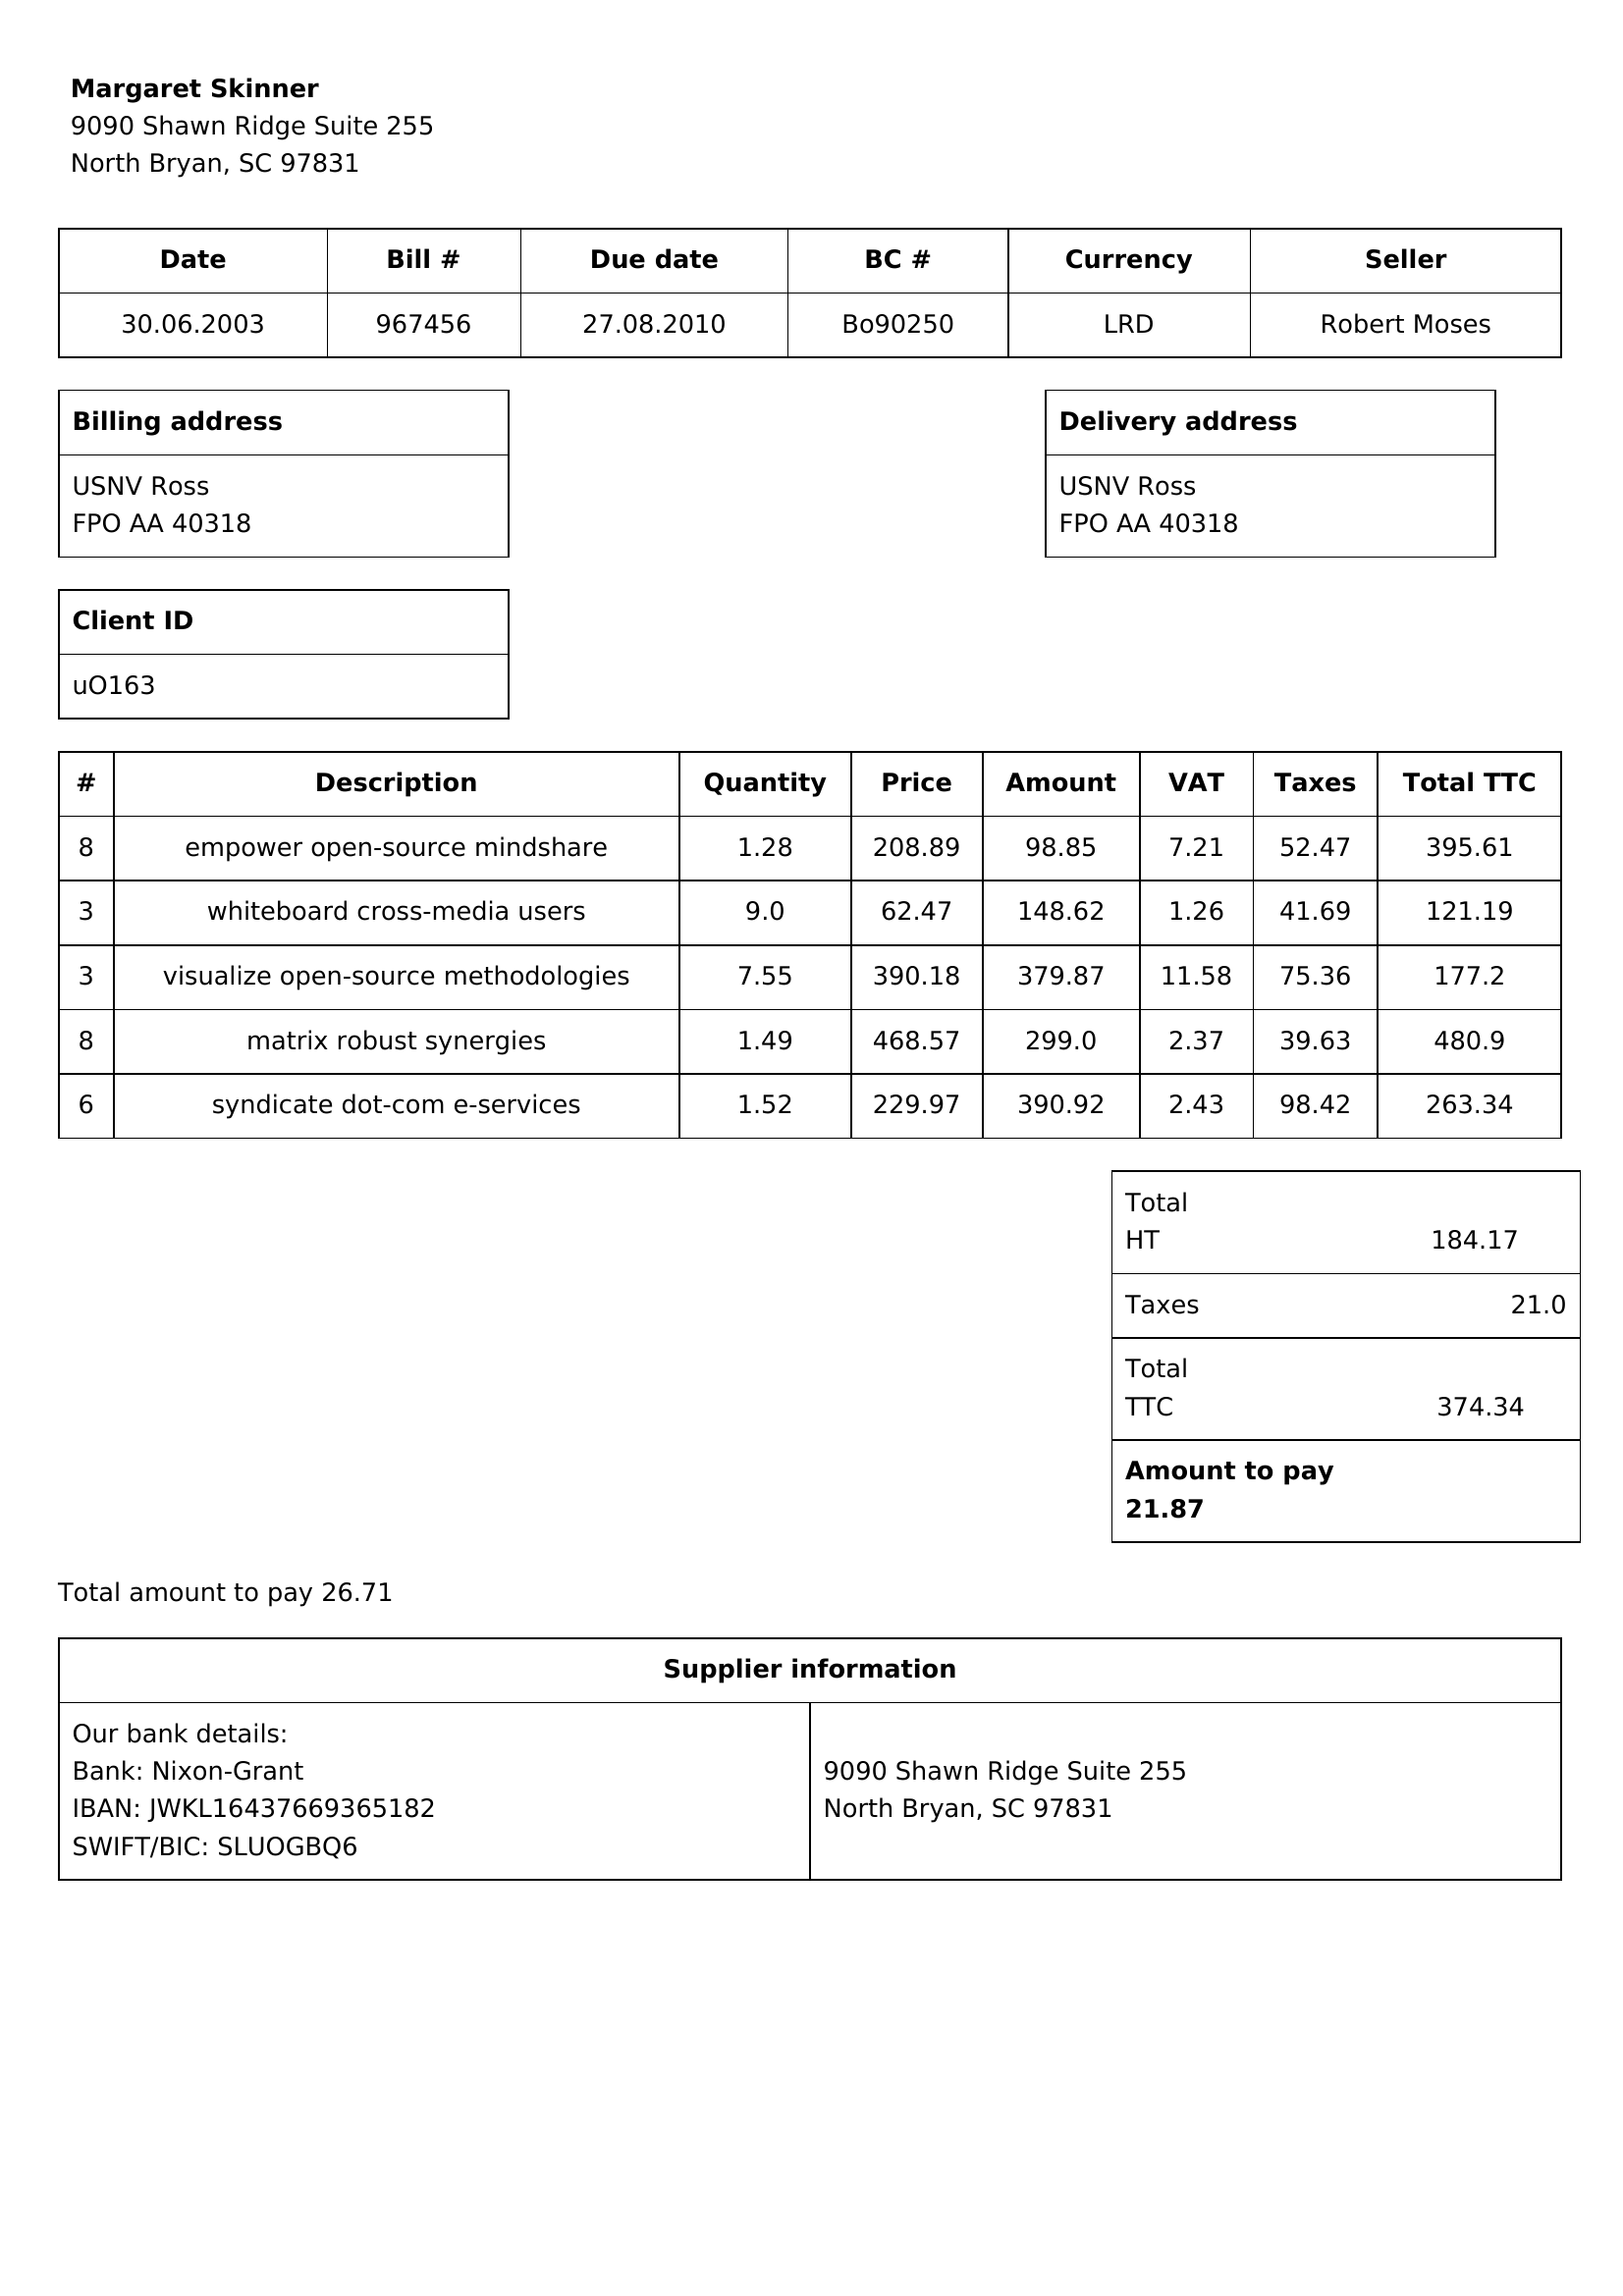 Margaret Skinner
9090 Shawn Ridge Suite 255
North Bryan, SC 97831
Date Bill # Due date BC # Currency Seller
30.06.2003 967456 27.08.2010 Bo90250 LRD Robert Moses
Billing address
USNV Ross
FPO AA 40318
Delivery address
USNV Ross
FPO AA 40318
Client ID
uO163
# Description Quantity Price Amount VAT Taxes Total TTC
8 empower open-source mindshare 1.28 208.89 98.85 7.21 52.47 395.61
3 whiteboard cross-media users 9.0 62.47 148.62 1.26 41.69 121.19
3 visualize open-source methodologies 7.55 390.18 379.87 11.58 75.36 177.2
8 matrix robust synergies 1.49 468.57 299.0 2.37 39.63 480.9
6 syndicate dot-com e-services 1.52 229.97 390.92 2.43 98.42 263.34
Total
HT 184.17
Taxes 21.0
Total
TTC 374.34
Amount to pay
21.87
Total amount to pay 26.71
Supplier information
Our bank details:
Bank: Nixon-Grant
IBAN: JWKL16437669365182
SWIFT/BIC: SLUOGBQ6
9090 Shawn Ridge Suite 255
North Bryan, SC 97831